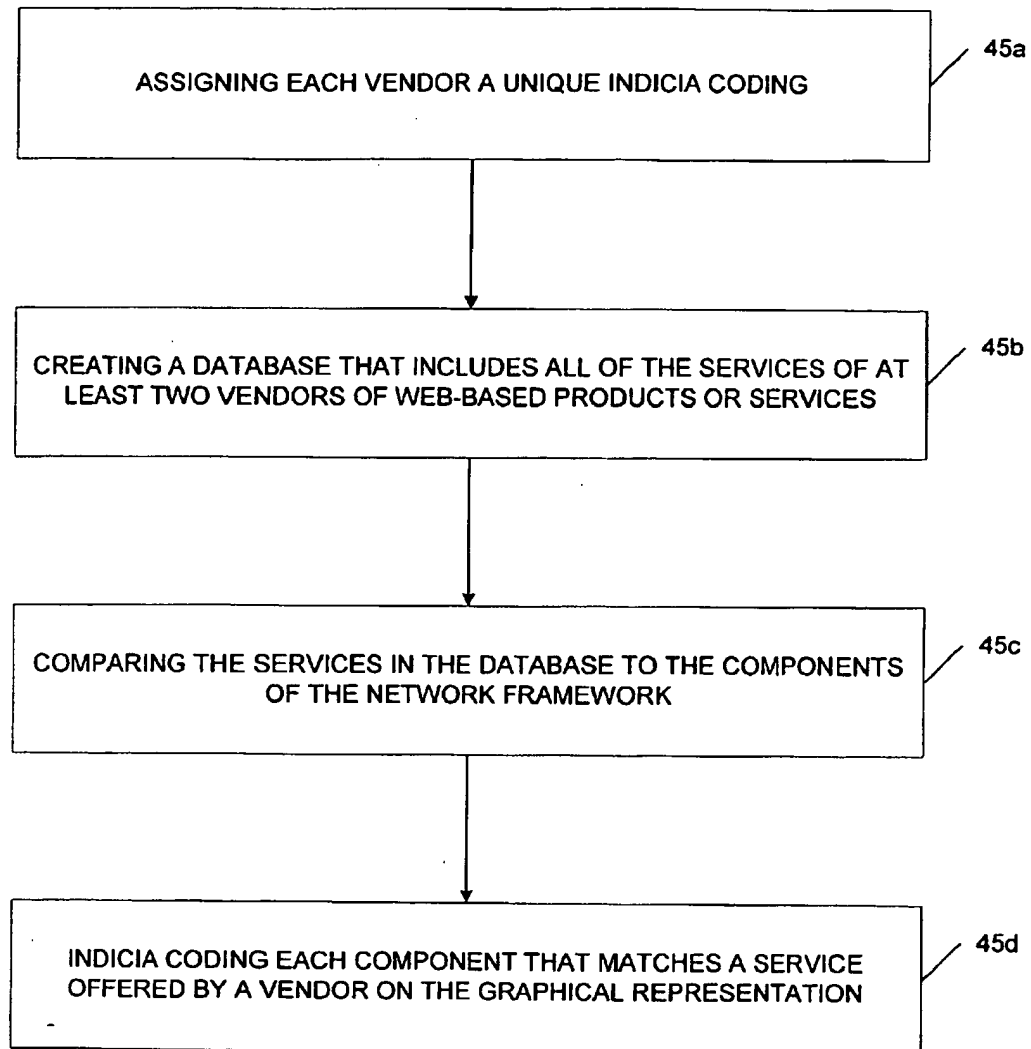 ASSIGNING EACH VENDOR A UNIQUE INDICIA CODING
45a
CREATING A DATABASE THAT INCLUDES ALL OF THE SERVICES OF AT
LEAST TWO VENDORS OF WEB-BASED PRODUCTS OR SERVICES
45b
COMPARING THE SERVICES IN THE DATABASE TO THE COMPONENTS
OF THE NETWORK FRAMEWORK
45c
INDICIA CODING EACH COMPONENT THAT MATCHES A SERVICE
OFFERED BY A VENDOR ON THE GRAPHICAL REPRESENTATION
45d